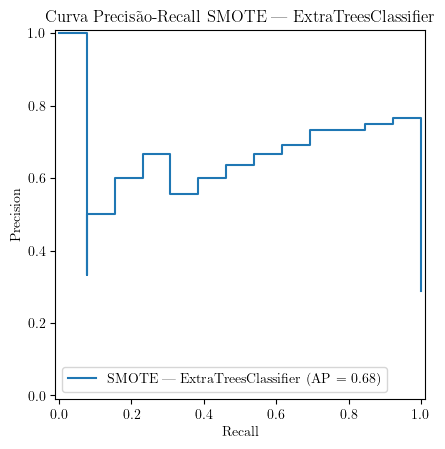 Curva Precisão-Recall SMOTE — ExtraTreesClassifier
1.0
0.8
0.6
0.4
0.2
0.0
Precision
SMOTE — ExtraTreesClassifier (AP = 0.68)
0.0 0.2 0.4 0.6 0.8 1.0
Recall